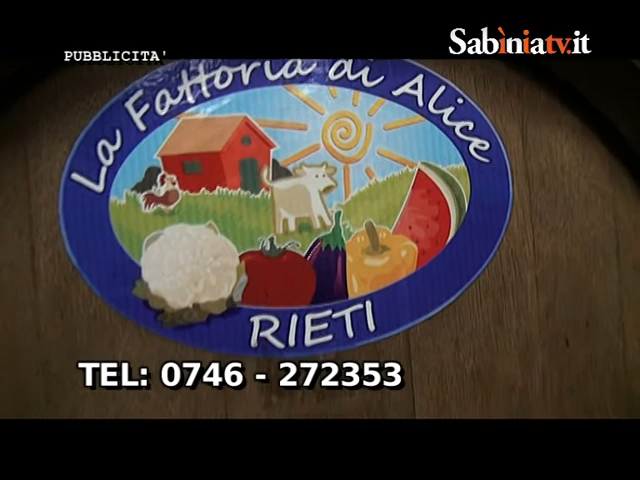 PUBBLICITA'
Sabìniatv.it
La Fattoria di Alice
RIETI
TEL: 0746 - 272353